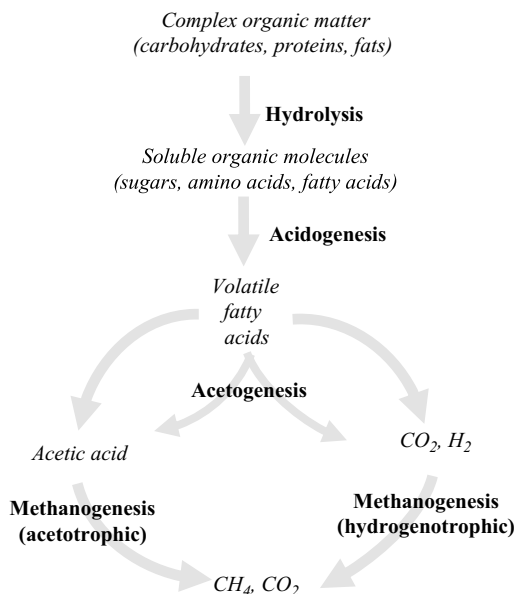 Complex organic matter
(carbohydrates, proteins, fats)
Hydrolysis
Soluble organic molecules
(sugars, amino acids, fatty acids)
Acidogenesis
Volatile
fatty
acids
Acetogenesis
Acetic acid
CO2, H2
Methanogenesis
(acetotrophic)
Methanogenesis
(hydrogenotrophic)
CH4, CO2